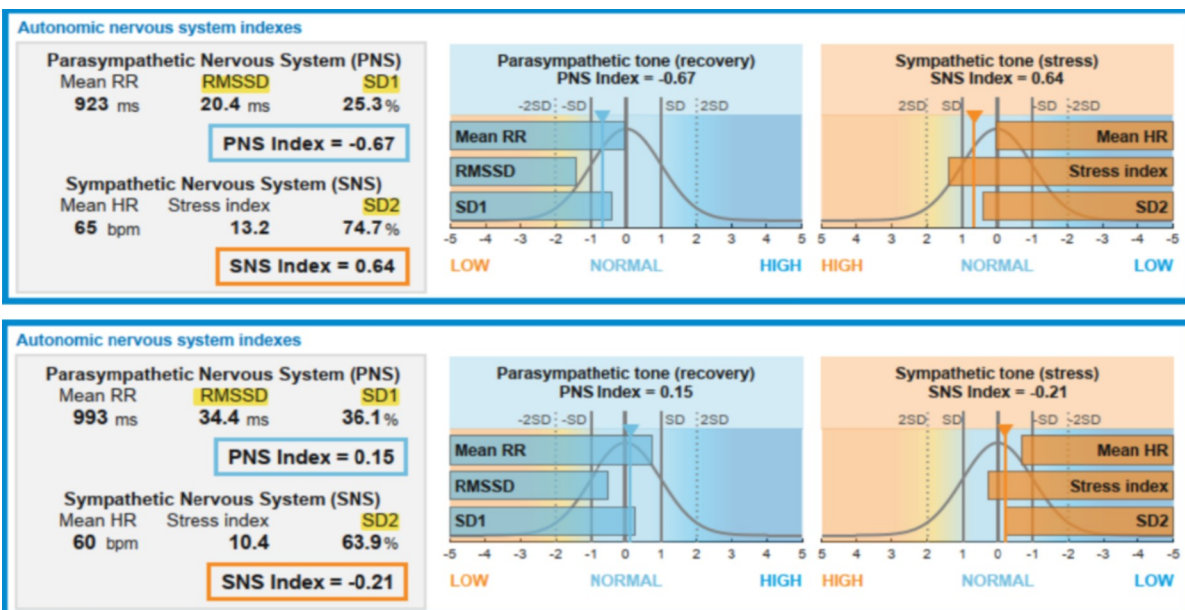 Autonomic nervous system indexes
Parasympathetic Nervous System (PNS)
Mean RR RMSSD SD1
923 ms 20.4 ms 25.3%
PNS Index = -0.67
Sympathetic Nervous System (SNS)
Mean HR Stress index SD2
65 bpm 13.2 74.7%
SNS Index = 0.64
Parasympathetic tone (recovery)
PNS Index = -0.67
-2SD -SD SD 2SD
Mean RR
RMSSD
SD1
-5 -4 -3 -2 -1 0 1 2 3 4 5
LOW NORMAL HIGH
Sympathetic tone (stress)
SNS Index = 0.64
2SD SD -SD -2SD
Mean HR
Stress index
SD2
5 4 3 2 1 0 -1 -2 -3 -4 -5
HIGH NORMAL LOW
Autonomic nervous system indexes
Parasympathetic Nervous System (PNS)
Mean RR RMSSD SD1
993 ms 34.4 ms 36.1%
PNS Index = 0.15
Sympathetic Nervous System (SNS)
Mean HR Stress index SD2
60 bpm 10.4 63.9%
SNS Index = -0.21
Parasympathetic tone (recovery)
PNS Index = 0.15
-2SD -SD SD 2SD
Mean RR
RMSSD
SD1
-5 -4 -3 -2 -1 0 1 2 3 4 5
LOW NORMAL HIGH
Sympathetic tone (stress)
SNS Index = -0.21
2SD SD -SD -2SD
Mean HR
Stress index
SD2
5 4 3 2 1 0 -1 -2 -3 -4 -5
HIGH NORMAL LOW